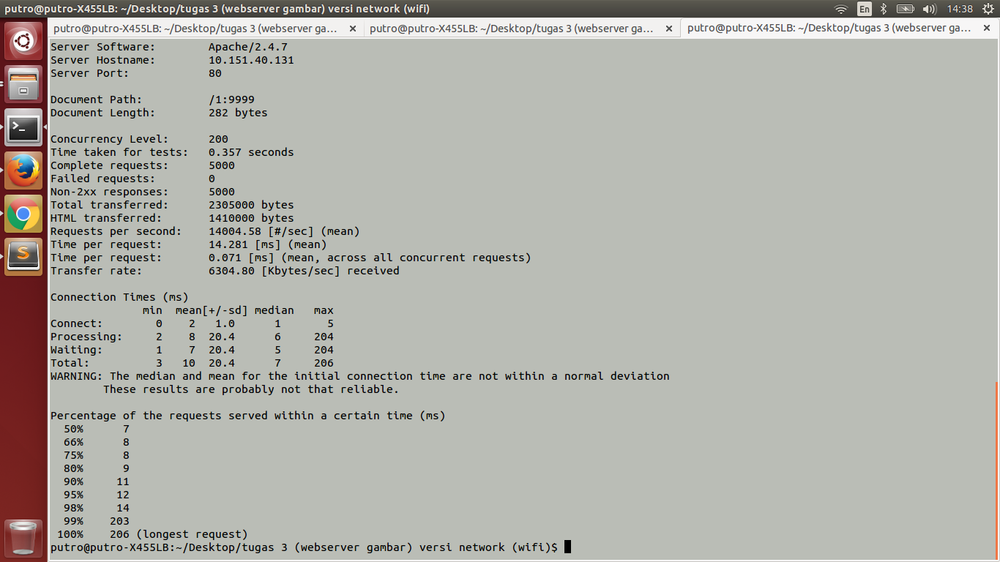 putro@putro-X455LB: ~/Desktop/tugas 3 (webserver gambar) versi network (wifi)
En
14:38
putro@putro-X455LB: ~/Desktop/tugas 3 (webserver ga... ×
putro@putro-X455LB: ~/Desktop/tugas 3 (webserver ga... ×
putro@putro-X455LB: ~/Desktop/tugas 3 (webserver ga... ×
Server Software:        Apache/2.4.7
Server Hostname:        10.151.40.131
Server Port:            80
Document Path:          /1:9999
Document Length:        282 bytes
Concurrency Level:      200
Time taken for tests:   0.357 seconds
Complete requests:      5000
Failed requests:        0
Non-2xx responses:      5000
Total transferred:      2305000 bytes
HTML transferred:       1410000 bytes
Requests per second:    14004.58 [#/sec] (mean)
Time per request:       14.281 [ms] (mean)
Time per request:       0.071 [ms] (mean, across all concurrent requests)
Transfer rate:          6304.80 [Kbytes/sec] received
Connection Times (ms)
              min  mean[+/-sd] median   max
Connect:        0    2   1.0      1       5
Processing:     2    8  20.4      6     204
Waiting:        1    7  20.4      5     204
Total:          3   10  20.4      7     206
WARNING: The median and mean for the initial connection time are not within a normal deviation
        These results are probably not that reliable.
Percentage of the requests served within a certain time (ms)
  50%      7
  66%      8
  75%      8
  80%      9
  90%     11
  95%     12
  98%     14
  99%    203
 100%    206 (longest request)
putro@putro-X455LB:~/Desktop/tugas 3 (webserver gambar) versi network (wifi)$